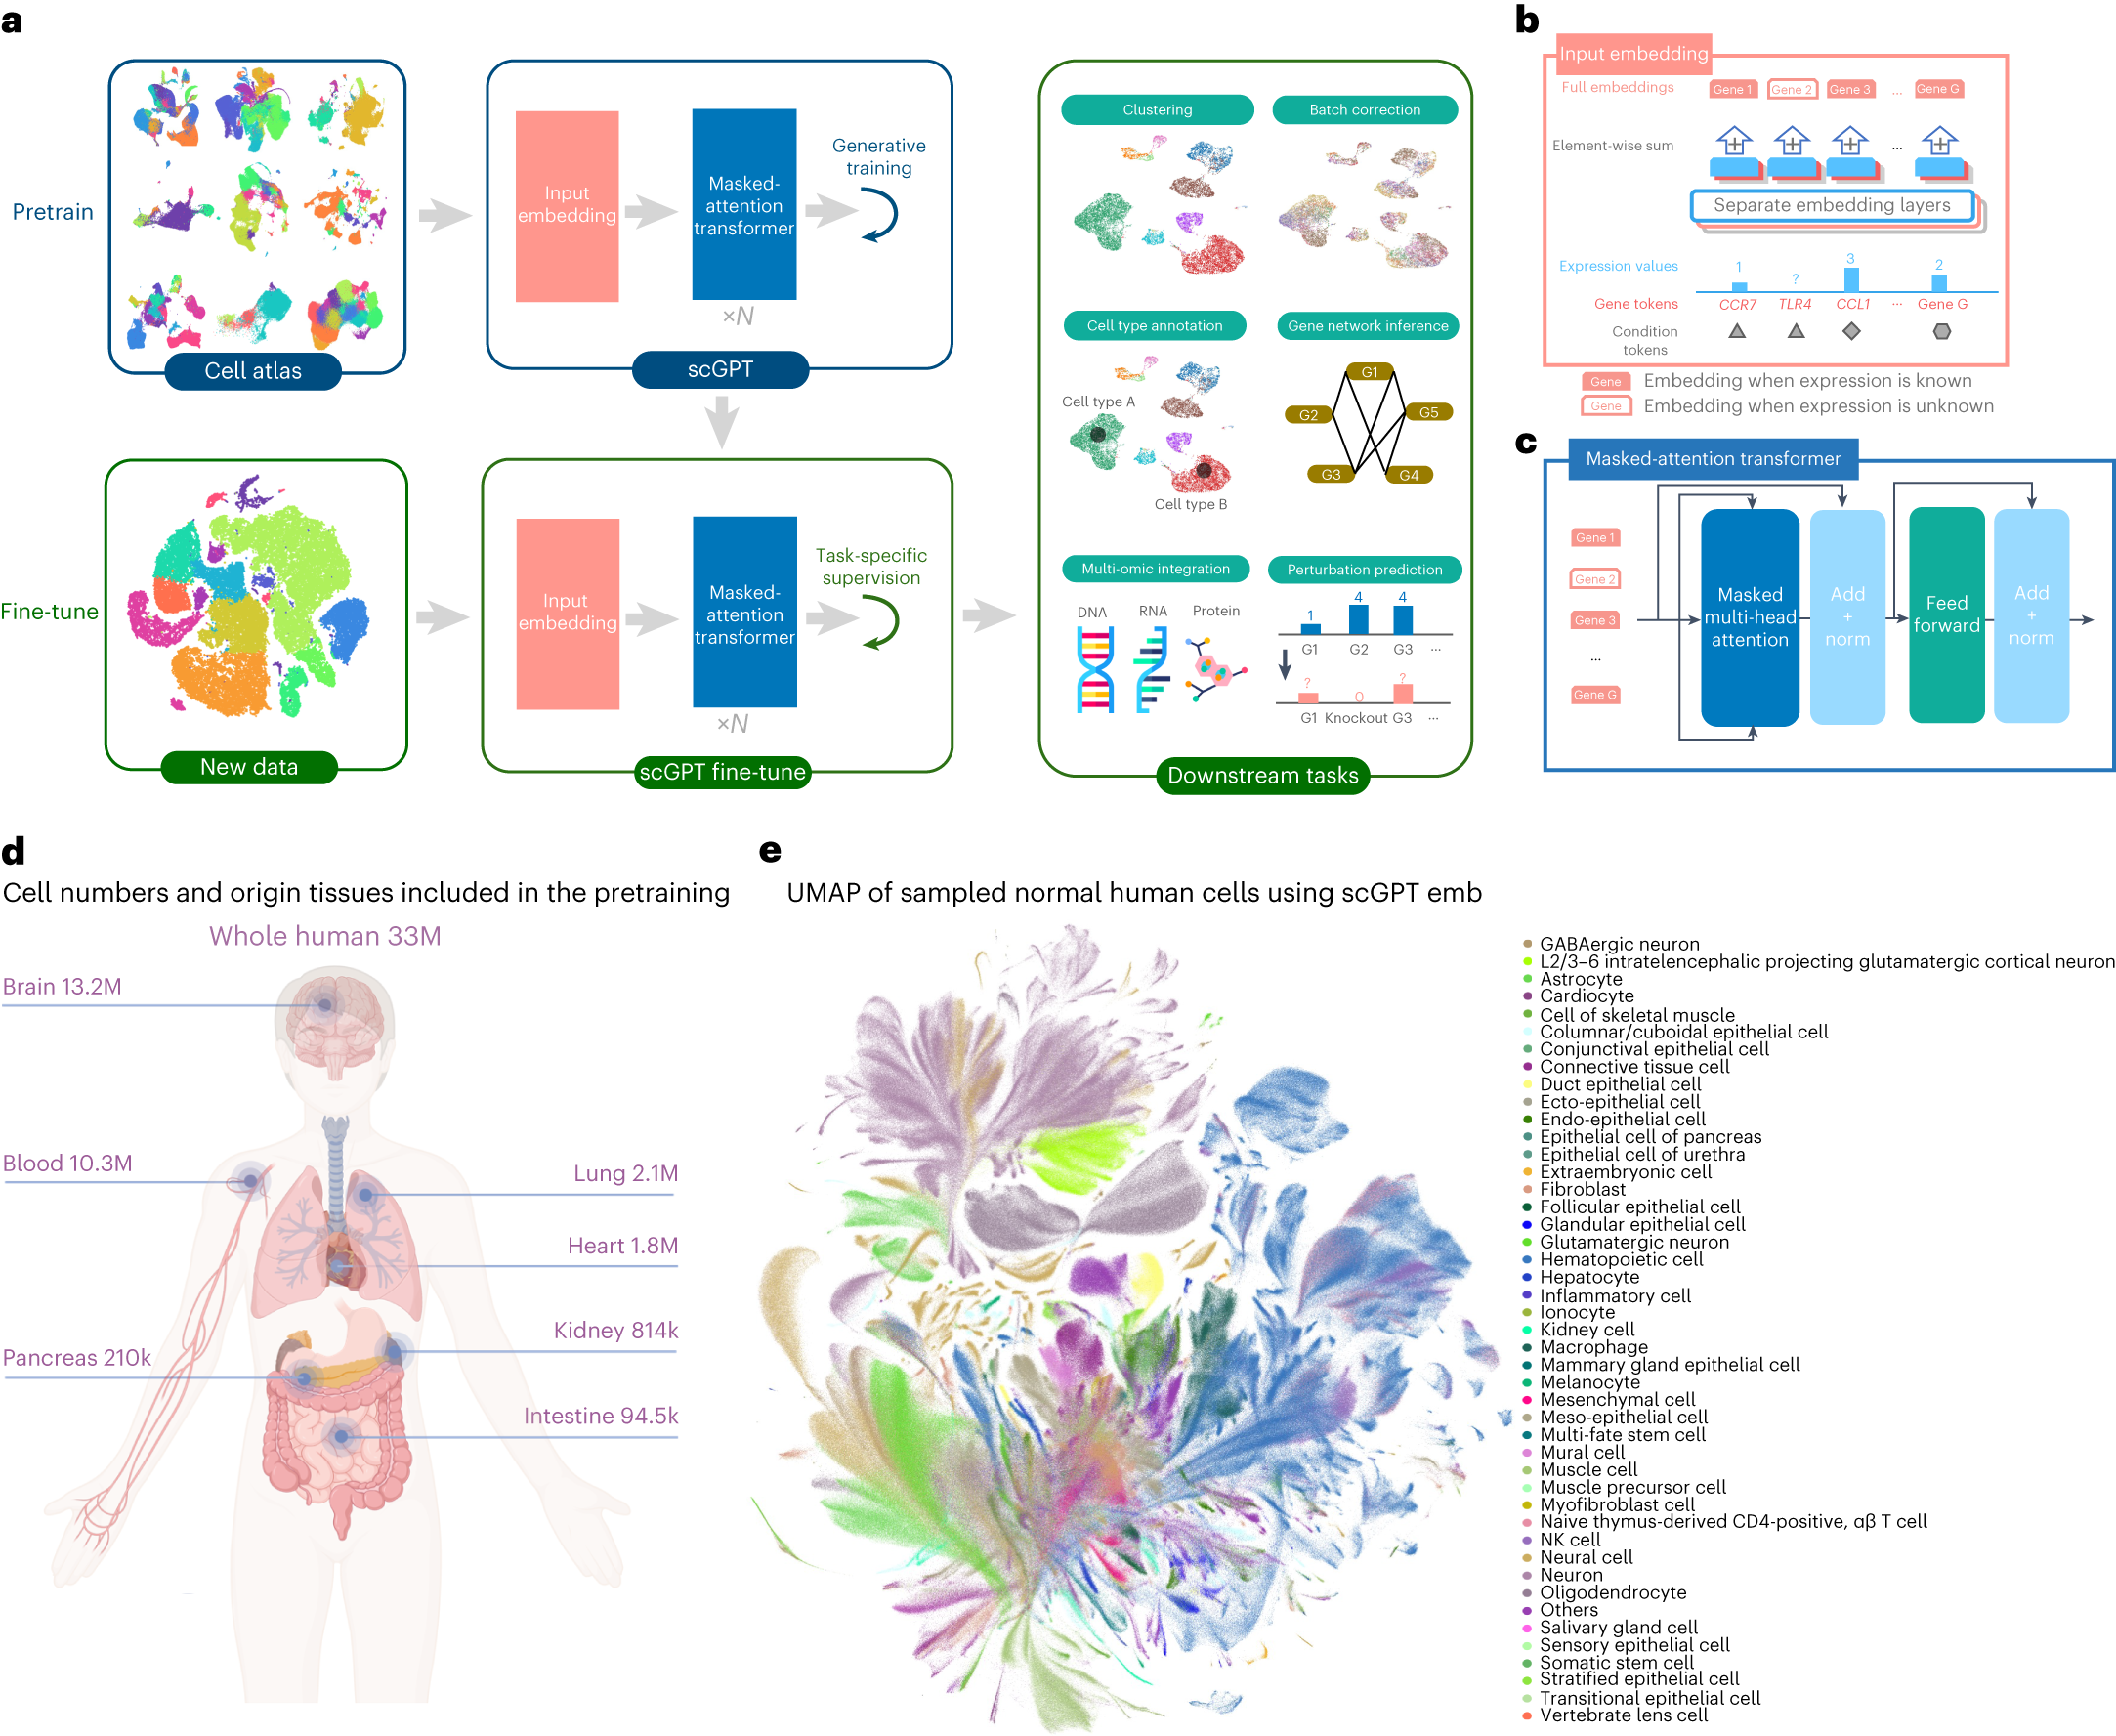 a
Pretrain
Cell atlas
Input
embedding
Masked-
attention
transformer
×N
Generative
training
scGPT
Fine-tune
New data
Input
embedding
Masked-
attention
transformer
×N
Task-specific
supervision
scGPT fine-tune
Clustering
Batch correction
Cell type annotation
Cell type A
Cell type B
Gene network inference
G1
G2
G5
G3
G4
Multi-omic integration
DNA
RNA
Protein
Perturbation prediction
1
4
4
G1
G2
G3
...
?
0
?
G1
Knockout
G3
...
Downstream tasks
b
Input embedding
Full embeddings
Gene 1
Gene 2
Gene 3
...
Gene G
Element-wise sum
+
+
+
...
+
Separate embedding layers
Expression values
1
?
3
2
Gene tokens
CCR7
TLR4
CCL1
...
Gene G
Condition
tokens
Gene
Embedding when expression is known
Gene
Embedding when expression is unknown
c
Masked-attention transformer
Gene 1
Gene 2
Gene 3
...
Gene G
Masked
multi-head
attention
Add
+
norm
Feed
forward
Add
+
norm
d
Cell numbers and origin tissues included in the pretraining
Whole human 33M
Brain 13.2M
Blood 10.3M
Lung 2.1M
Heart 1.8M
Kidney 814k
Pancreas 210k
Intestine 94.5k
e
UMAP of sampled normal human cells using scGPT emb
GABAergic neuron
L2/3–6 intratelencephalic projecting glutamatergic cortical neuron
Astrocyte
Cardiocyte
Cell of skeletal muscle
Columnar/cuboidal epithelial cell
Conjunctival epithelial cell
Connective tissue cell
Duct epithelial cell
Ecto-epithelial cell
Endo-epithelial cell
Epithelial cell of pancreas
Epithelial cell of urethra
Extraembryonic cell
Fibroblast
Follicular epithelial cell
Glandular epithelial cell
Glutamatergic neuron
Hematopoietic cell
Hepatocyte
Inflammatory cell
Ionocyte
Kidney cell
Macrophage
Mammary gland epithelial cell
Melanocyte
Mesenchymal cell
Meso-epithelial cell
Multi-fate stem cell
Mural cell
Muscle cell
Muscle precursor cell
Myofibroblast cell
Naive thymus-derived CD4-positive, αβ T cell
NK cell
Neural cell
Neuron
Oligodendrocyte
Others
Salivary gland cell
Sensory epithelial cell
Somatic stem cell
Stratified epithelial cell
Transitional epithelial cell
Vertebrate lens cell